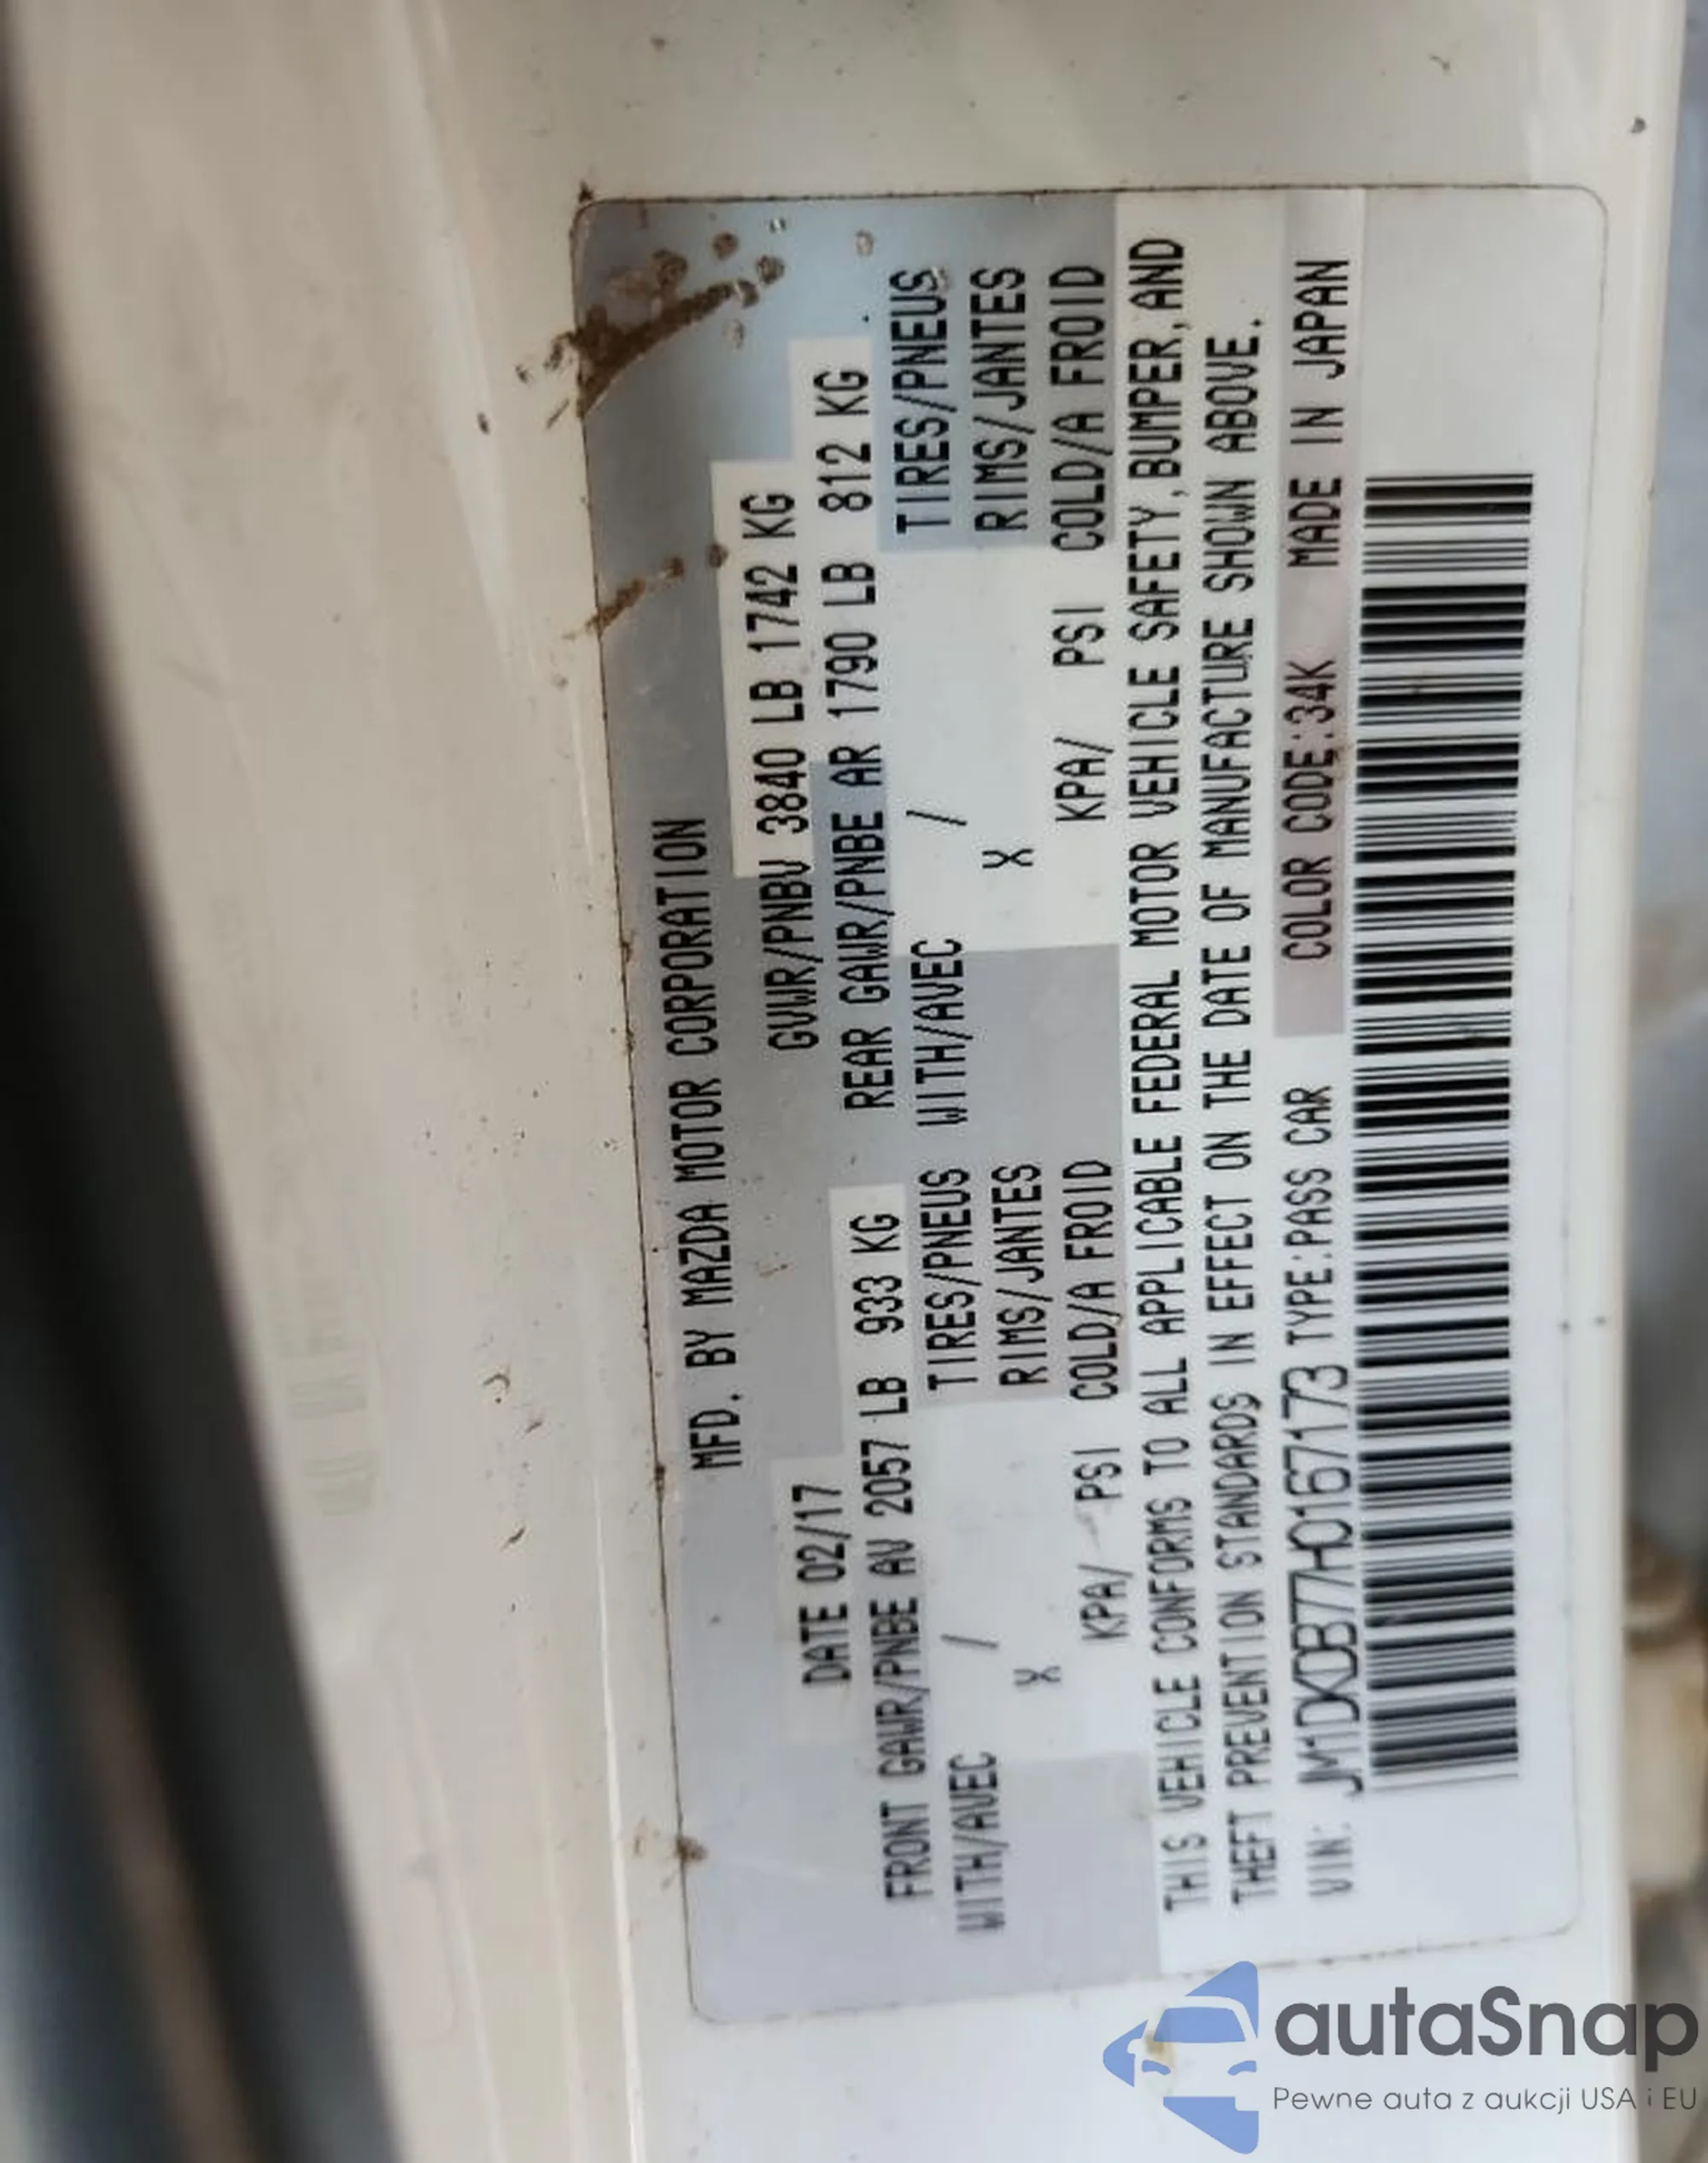 MFD. BY MAZDA MOTOR CORPORATION
DATE 02/17 GVWR/PNBV 3840 LB 1742 KG
FRONT GAWR/PNBE AV 2057 LB 933 KG REAR GAWR/PNBE AR 1790 LB 812 KG
WITH/AVEC / TIRES/PNEUS WITH/AVEC / TIRES/PNEUS
X RIMS/JANTES X RIMS/JANTES
KPA/ PSI COLD/A FROID KPA/ PSI COLD/A FROID
THIS VEHICLE CONFORMS TO ALL APPLICABLE FEDERAL MOTOR VEHICLE SAFETY,BUMPER,AND
THEFT PREVENTION STANDARDS IN EFFECT ON THE DATE OF MANUFACTURE SHOWN ABOVE.
VIN: JM1DKDB77H0167173 TYPE:PASS CAR COLOR CODE:34K MADE IN JAPAN
autaSnap
Pewne auta z aukcji USA i EU